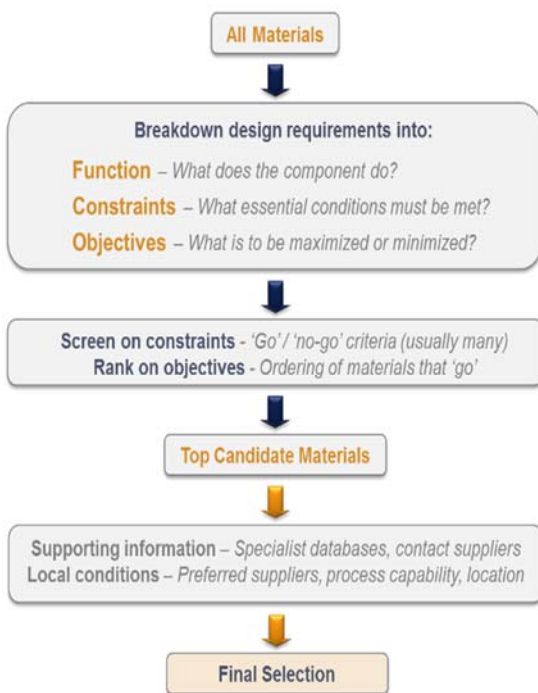 All Materials
Breakdown design requirements into:
Function – What does the component do?
Constraints – What essential conditions must be met?
Objectives – What is to be maximized or minimized?
Screen on constraints - ‘Go’ / ‘no-go’ criteria (usually many)
Rank on objectives - Ordering of materials that ‘go’
Top Candidate Materials
Supporting information – Specialist databases, contact suppliers
Local conditions – Preferred suppliers, process capability, location
Final Selection